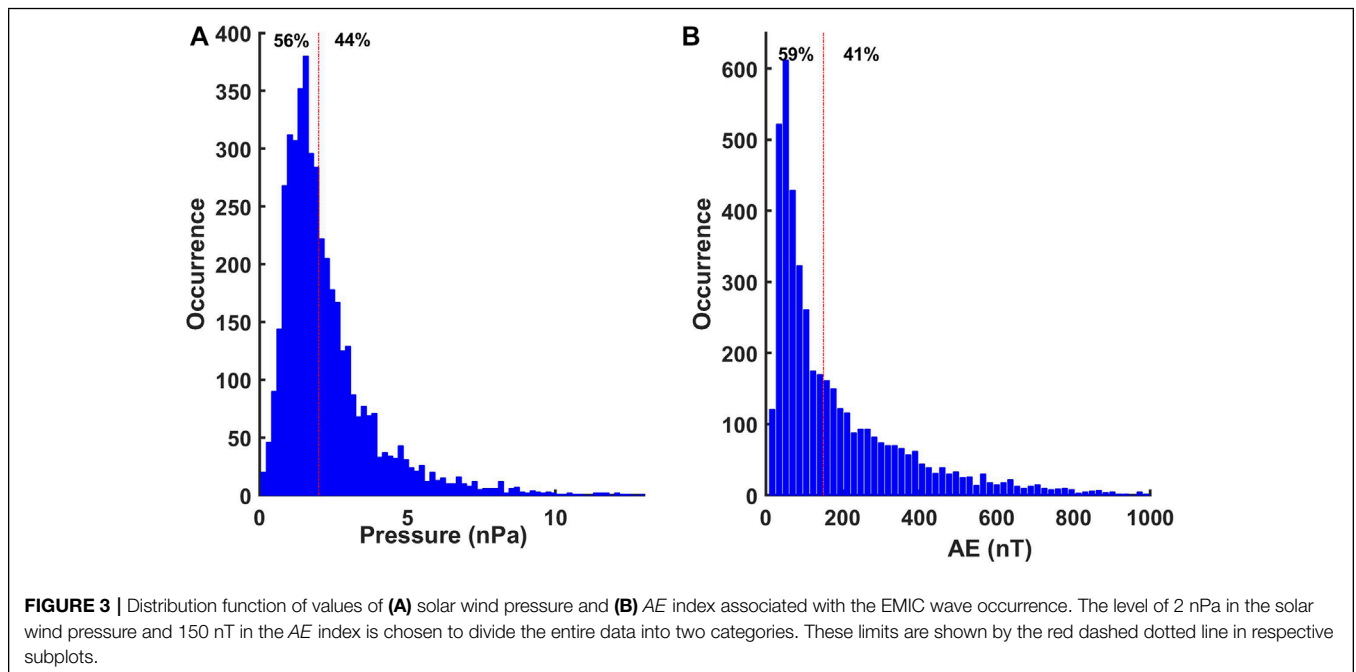 A
56% 44%
400
350
300
250
200
150
100
50
0
Occurrence
0 5 10
Pressure (nPa)
B
59% 41%
600
500
400
300
200
100
0
Occurrence
0 200 400 600 800 1000
AE (nT)
FIGURE 3 | Distribution function of values of (A) solar wind pressure and (B) AE index associated with the EMIC wave occurrence. The level of 2 nPa in the solar
wind pressure and 150 nT in the AE index is chosen to divide the entire data into two categories. These limits are shown by the red dashed dotted line in respective
subplots.